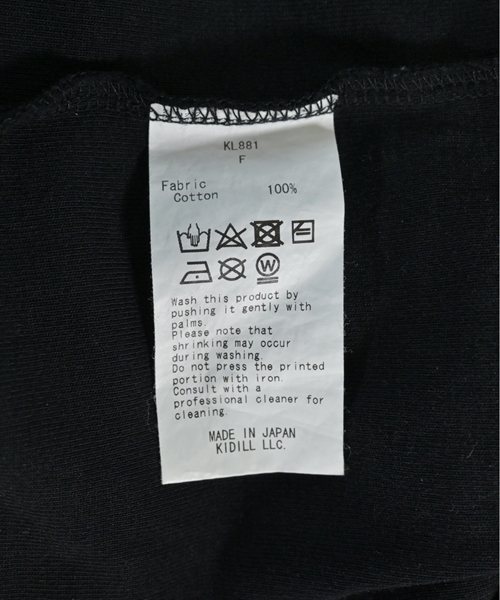 KL881
F
Fabric
Cotton 100%
W
Wash this product by
pushing it gently with
palms.
Please note that
shrinking may occur
during washing.
Do not press the printed
portion with iron.
Consult with a
professional cleaner for
cleaning.
MADE IN JAPAN
KIDILL LLC.